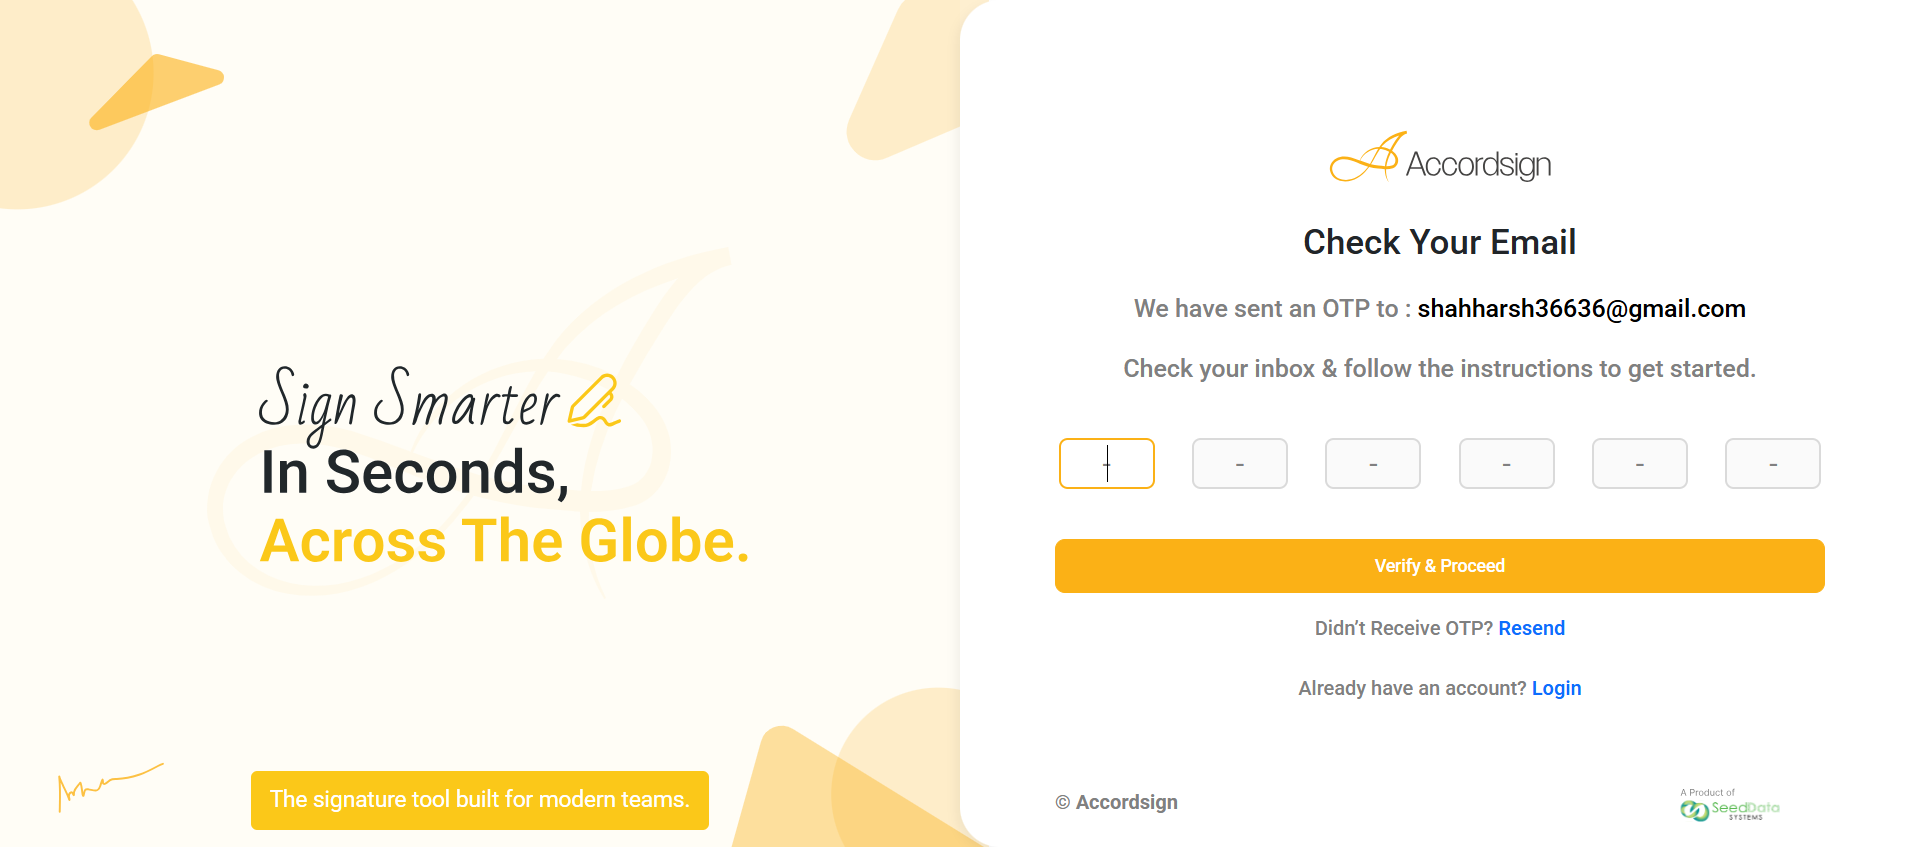 Sign Smarter
In Seconds,
Across The Globe.
The signature tool built for modern teams.
Accordsign
Check Your Email
We have sent an OTP to : shahharsh36636@gmail.com
Check your inbox & follow the instructions to get started.
- - - - - -
Verify & Proceed
Didn’t Receive OTP? Resend
Already have an account? Login
© Accordsign
A Product of
SeedData
SYSTEMS